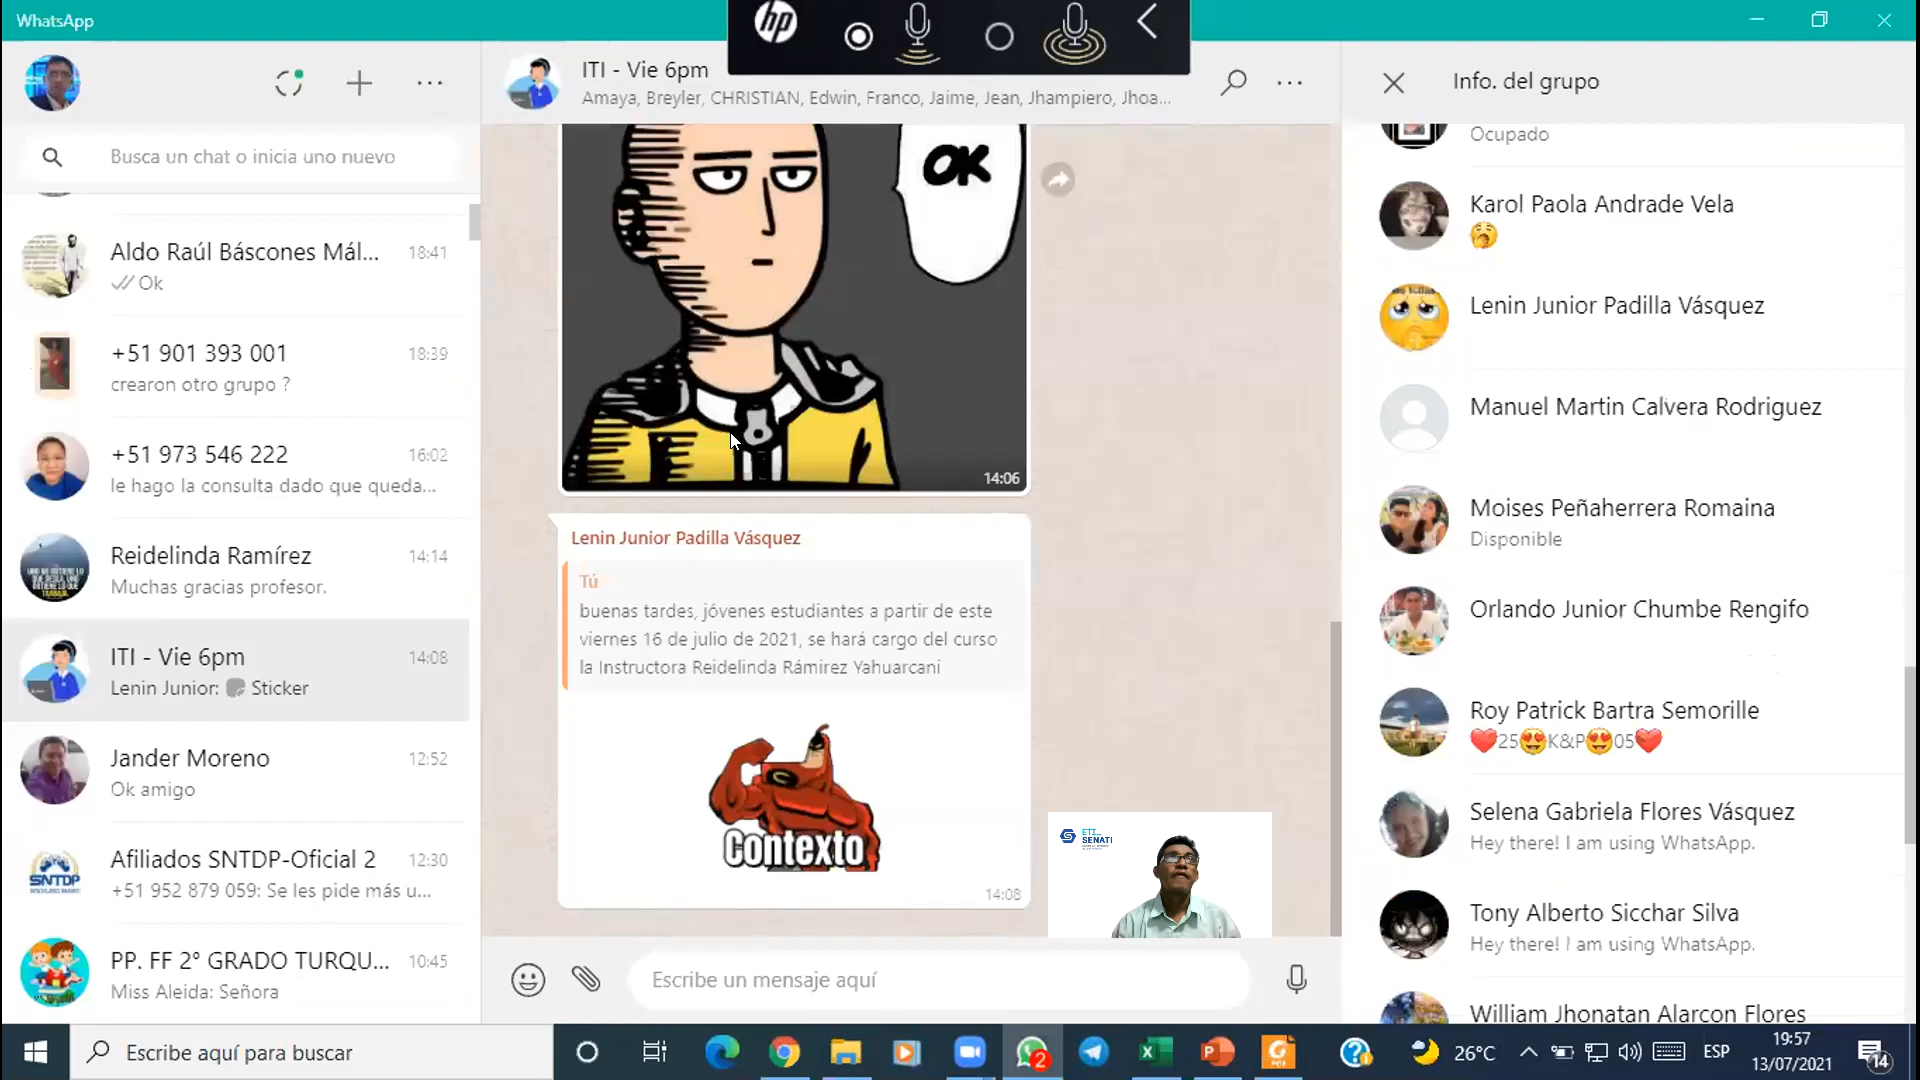 WhatsApp
hp
ITI - Vie 6pm
Amaya, Breyler, CHRISTIAN, Edwin, Franco, Jaime, Jean, Jhampiero, Jhoa...
Info. del grupo
Busca un chat o inicia uno nuevo
Aldo Raúl Báscones Mál...
18:41
Ok
+51 901 393 001
18:39
crearon otro grupo ?
+51 973 546 222
16:02
le hago la consulta dado que queda...
Reidelinda Ramírez
14:14
Muchas gracias profesor.
ITI - Vie 6pm
14:08
Lenin Junior: Sticker
Jander Moreno
12:52
Ok amigo
Afiliados SNTDP-Oficial 2
12:30
+51 952 879 059: Se les pide más u...
SNTDP
PP. FF 2° GRADO TURQU...
10:45
Miss Aleida: Señora
OK
14:06
Lenin Junior Padilla Vásquez
Tú
buenas tardes, jóvenes estudiantes a partir de este
viernes 16 de julio de 2021, se hará cargo del curso
la Instructora Reidelinda Rámirez Yahuarcani
C
Contexto
14:08
ETI_
SENATI
Escribe un mensaje aquí
Ocupado
Karol Paola Andrade Vela
Lenin Junior Padilla Vásquez
Manuel Martin Calvera Rodriguez
Moises Peñaherrera Romaina
Disponible
Orlando Junior Chumbe Rengifo
Roy Patrick Bartra Semorille
❤️25😍K&P😍05❤️
Selena Gabriela Flores Vásquez
Hey there! I am using WhatsApp.
Tony Alberto Sicchar Silva
Hey there! I am using WhatsApp.
William Jhonatan Alarcon Flores
Escribe aquí para buscar
2
26°C
ESP
19:57
13/07/2021
14